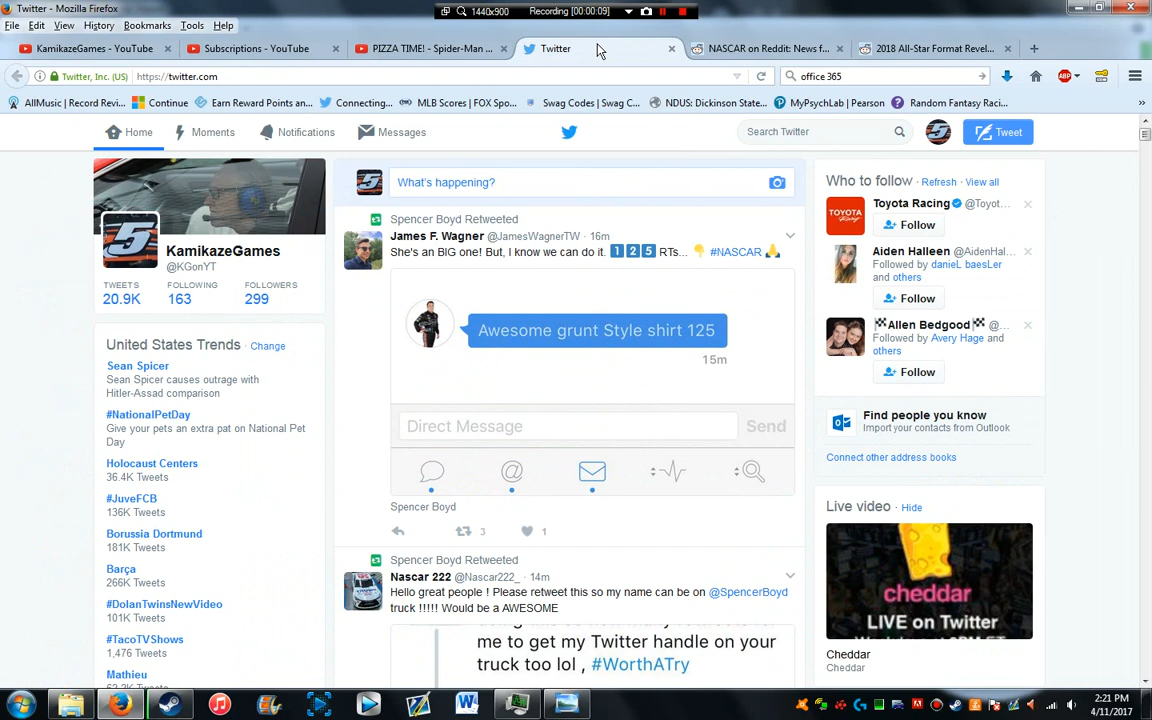 Twitter - Mozilla Firefox
1440x900 Recording [00:00:09]
File Edit View History Bookmarks Tools Help
KamikazeGames - YouTube × Subscriptions - YouTube × PIZZA TIME! - Spider-Man ... × Twitter × NASCAR on Reddit: News f... × 2018 All-Star Format Revel... × +
Twitter, Inc. (US) https://twitter.com office 365
AllMusic | Record Revi... Continue Earn Reward Points an... Connecting... MLB Scores | FOX Spo... Swag Codes | Swag C... NDUS: Dickinson State... MyPsychLab | Pearson Random Fantasy Raci... »
Home Moments Notifications Messages Search Twitter Tweet
KamikazeGames
@KGonYT
TWEETS FOLLOWING FOLLOWERS
20.9K 163 299
United States Trends · Change
Sean Spicer
Sean Spicer causes outrage with
Hitler-Assad comparison
#NationalPetDay
Give your pets an extra pat on National Pet
Day
Holocaust Centers
36.4K Tweets
#JuveFCB
136K Tweets
Borussia Dortmund
181K Tweets
Barça
266K Tweets
#DolanTwinsNewVideo
101K Tweets
#TacoTVShows
1,476 Tweets
Mathieu
What's happening?
Spencer Boyd Retweeted
James F. Wagner @JamesWagnerTW · 16m
She's an BIG one! But, I know we can do it. 1 2 5 RTs... 👇 #NASCAR 🙏
Awesome grunt Style shirt 125
15m
Direct Message Send
Spencer Boyd
3 1
Spencer Boyd Retweeted
Nascar 222 @Nascar222_ · 14m
Hello great people ! Please retweet this so my name can be on @SpencerBoyd
truck !!!!! Would be a AWESOME
me to get my Twitter handle on your
truck too lol , #WorthATry
Who to follow · Refresh · View all
Toyota Racing @Toyot...
TOYOTA
Follow
Aiden Halleen @AidenHal...
Followed by danieL baesLer
and others
Follow
🏁Allen Bedgood🏁 @...
Followed by Avery Hage and
others
Follow
Find people you know
Import your contacts from Outlook
Connect other address books
Live video · Hide
cheddar
LIVE on Twitter
Cheddar
Cheddar
2:21 PM
4/11/2017